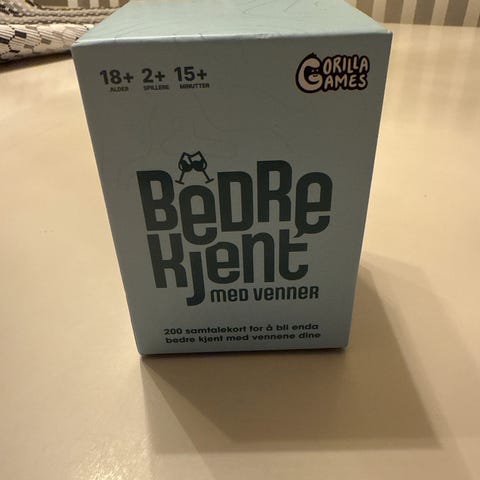 18+ 2+ 15+
ALDER SPILLERE MINUTTER
GORILLA
GAMES
BEDRE
KJENT
MED VENNER
200 samtalekort for å bli enda
bedre kjent med vennene dine